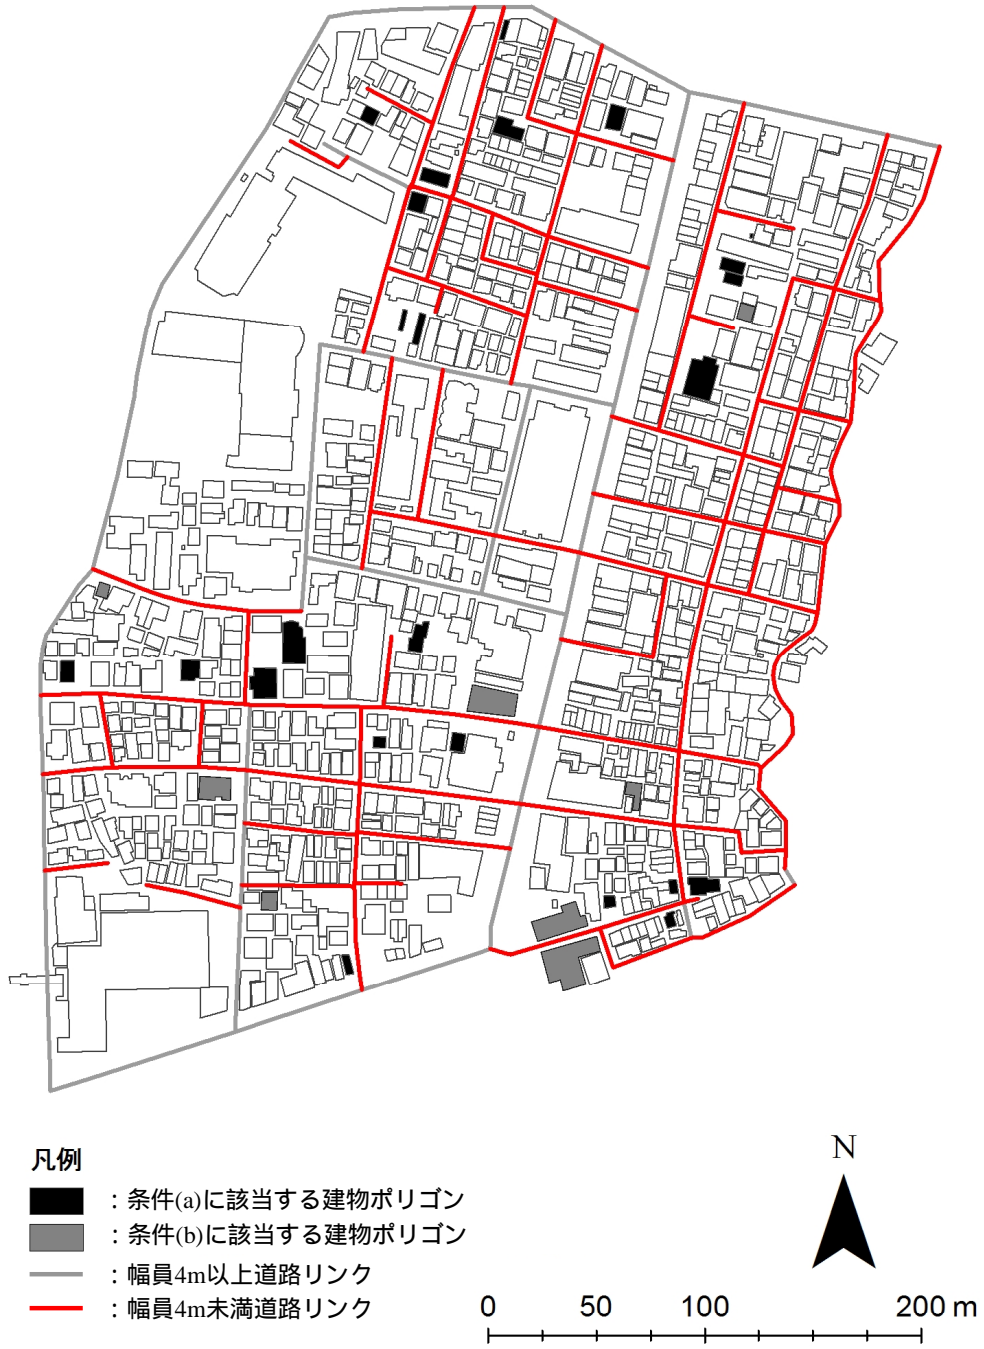 凡例
：条件(a)に該当する建物ポリゴン
：条件(b)に該当する建物ポリゴン
：幅員4m以上道路リンク
：幅員4m未満道路リンク
N
0 50 100 200 m